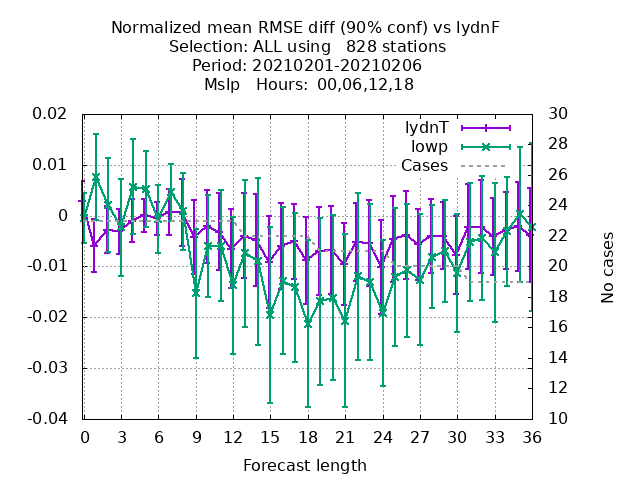 Normalized mean RMSE diff (90% conf) vs lydnF
Selection: ALL using   828 stations
Period: 20210201-20210206
Mslp   Hours:  00,06,12,18
lydnT
lowp
Cases
0.02
0.01
0
-0.01
-0.02
-0.03
-0.04
30
28
26
24
22
20
18
16
14
12
10
No cases
0 3 6 9 12 15 18 21 24 27 30 33 36
Forecast length